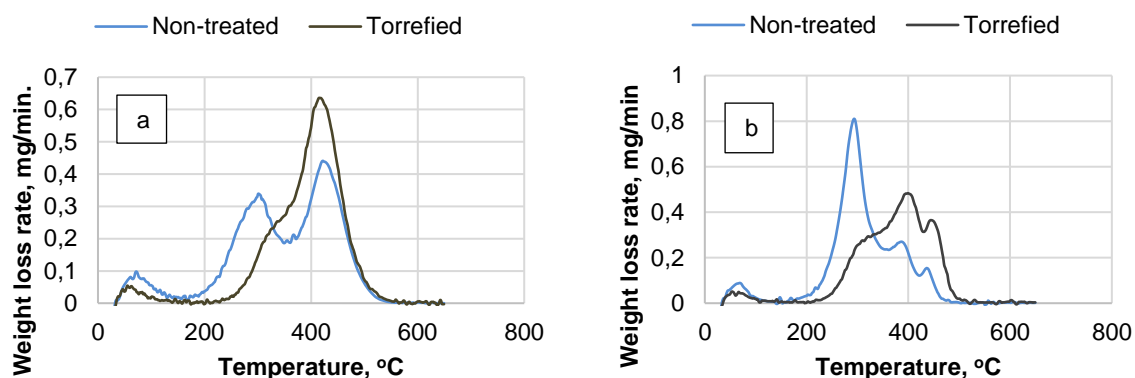 Non-treated Torrefied
Weight loss rate, mg/min.
0,7
0,6
0,5
0,4
0,3
0,2
0,1
0
a
0 200 400 600 800
Temperature, ºC
Non-treated Torrefied
Weight loss rate, mg/min
1
0,8
0,6
0,4
0,2
0
b
0 200 400 600 800
Temperature, ºC